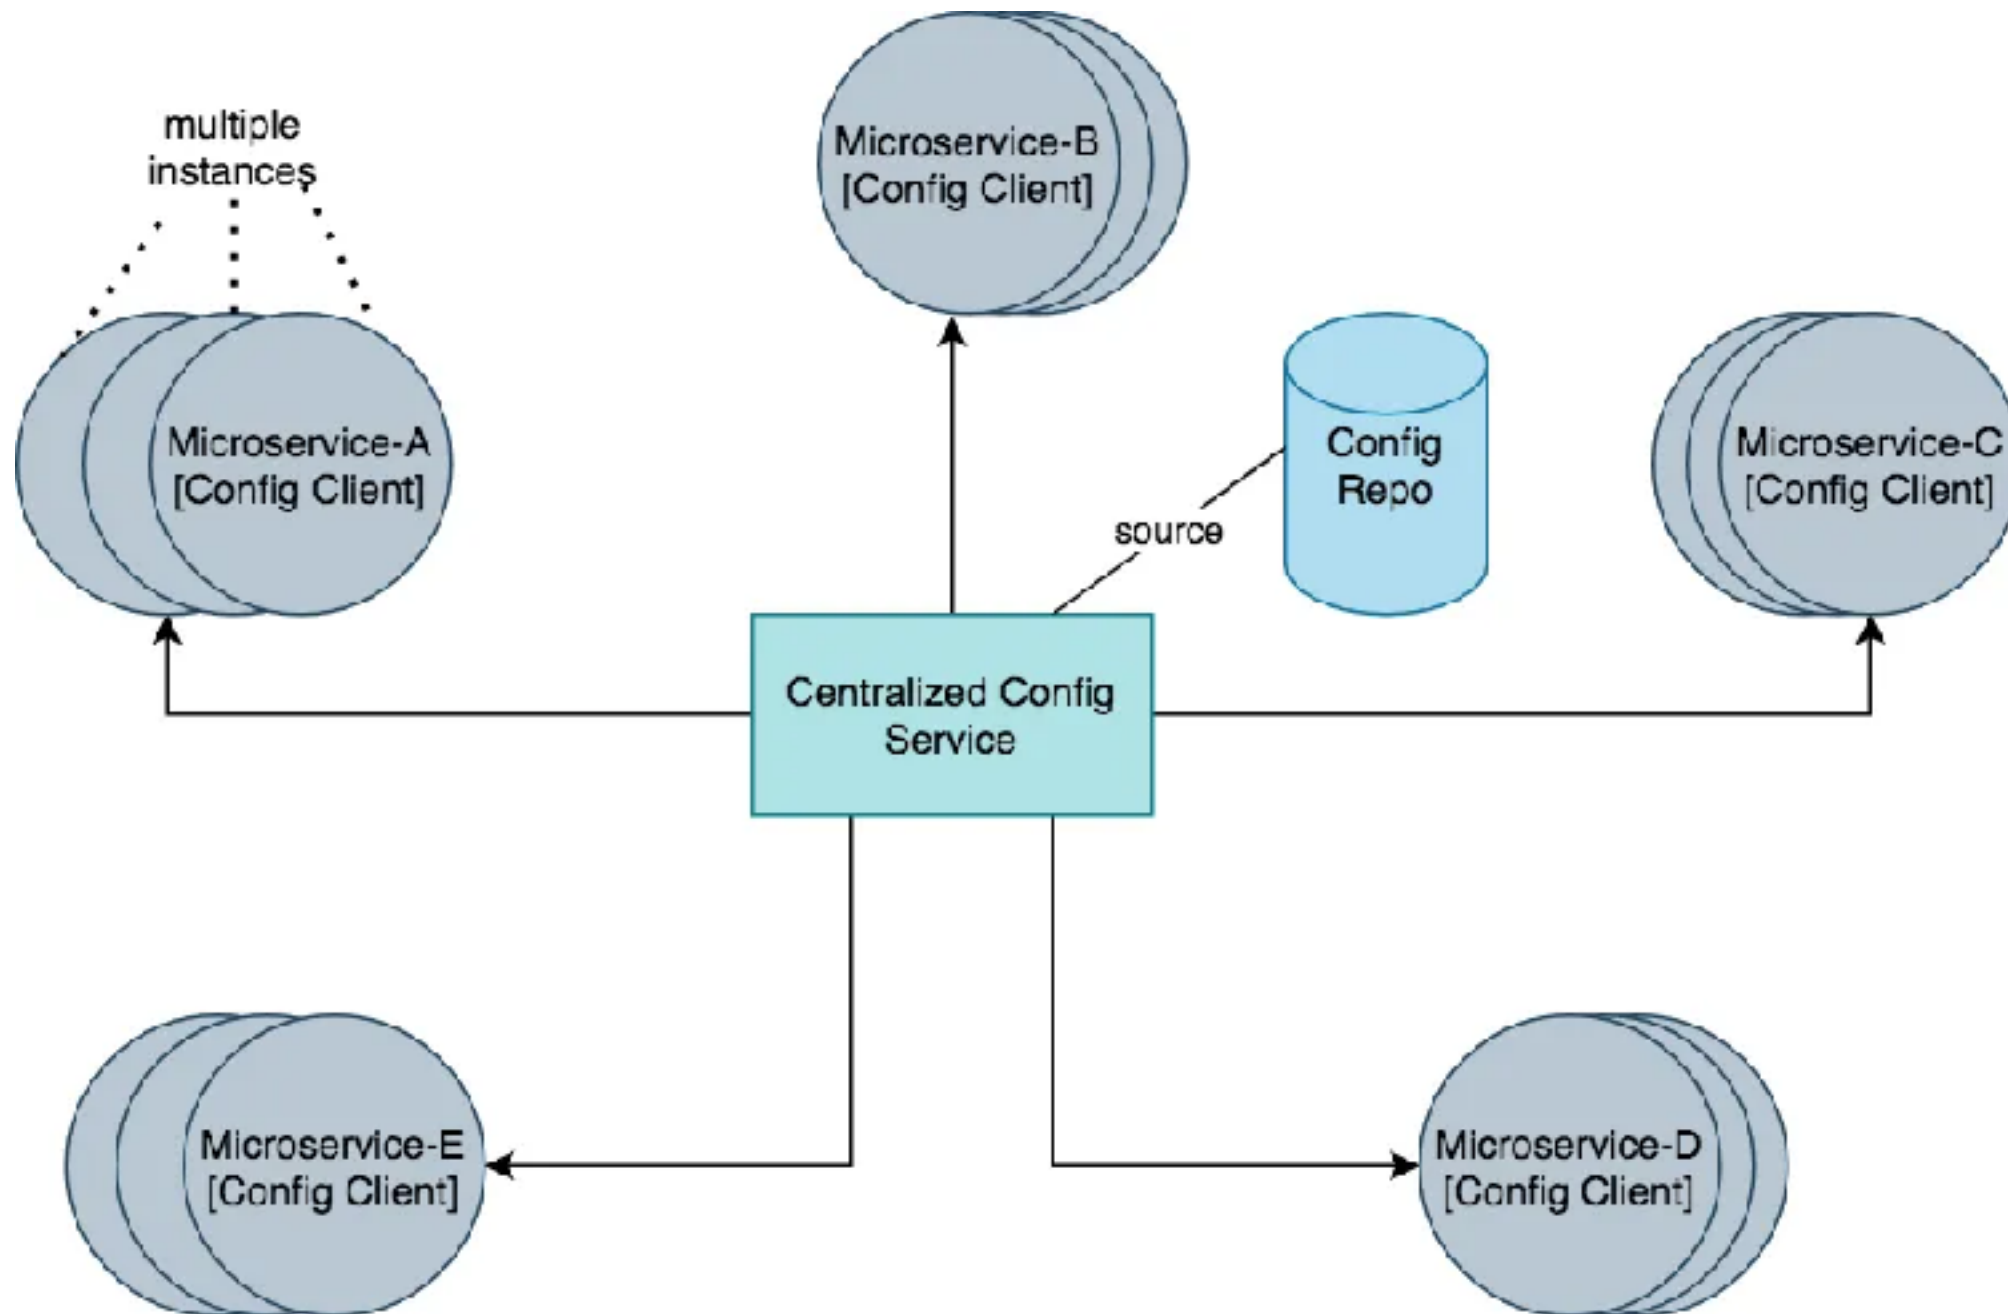 multiple
instances
Microservice-B
[Config Client]
Microservice-A
[Config Client]
Config
Repo
Microservice-C
[Config Client]
source
Centralized Config
Service
Microservice-E
[Config Client]
Microservice-D
[Config Client]